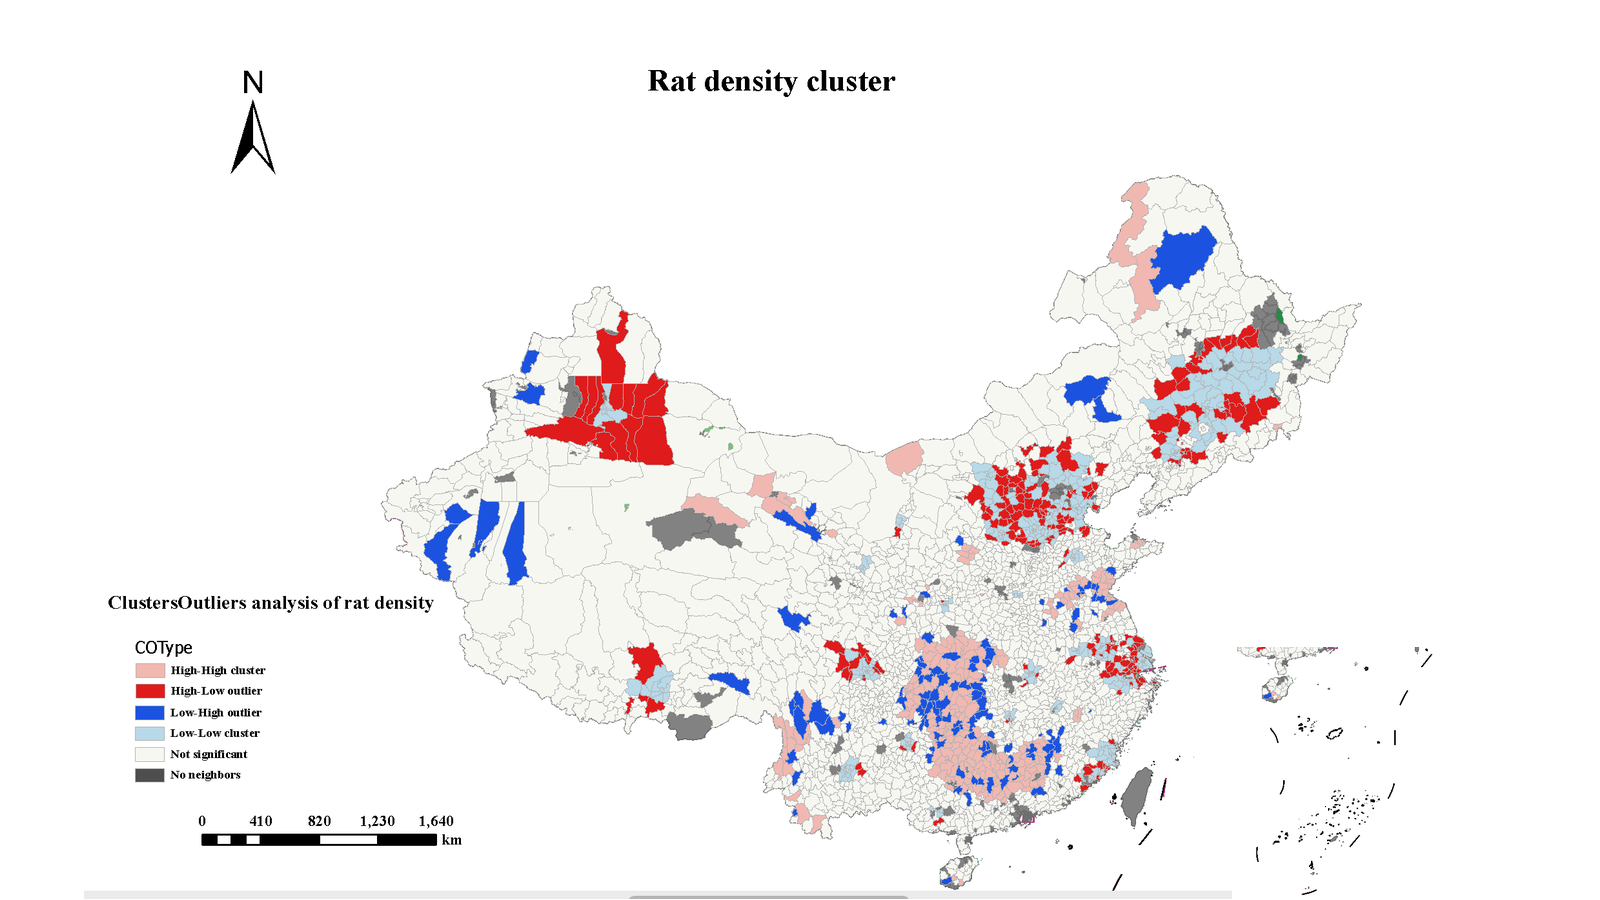 Rat density cluster
N
ClustersOutliers analysis of rat density
COType
High-High cluster
High-Low outlier
Low-High outlier
Low-Low cluster
Not significant
No neighbors
0 410 820 1,230 1,640
km